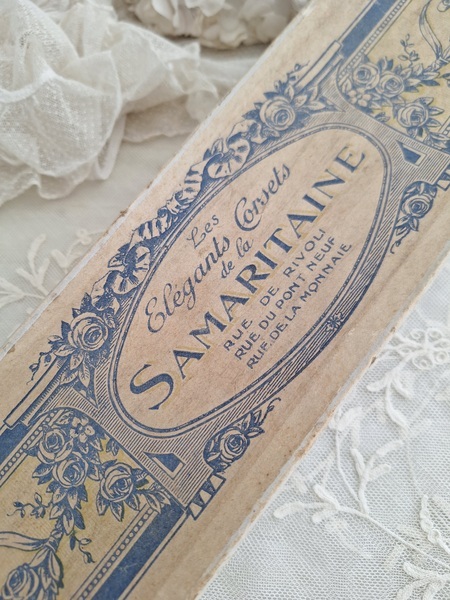 Les
Elegants Corsets
de la
SAMARITAINE
RUE DE RIVOLI
RUE DU PONT NEUF
RUE DE LA MONNAIE